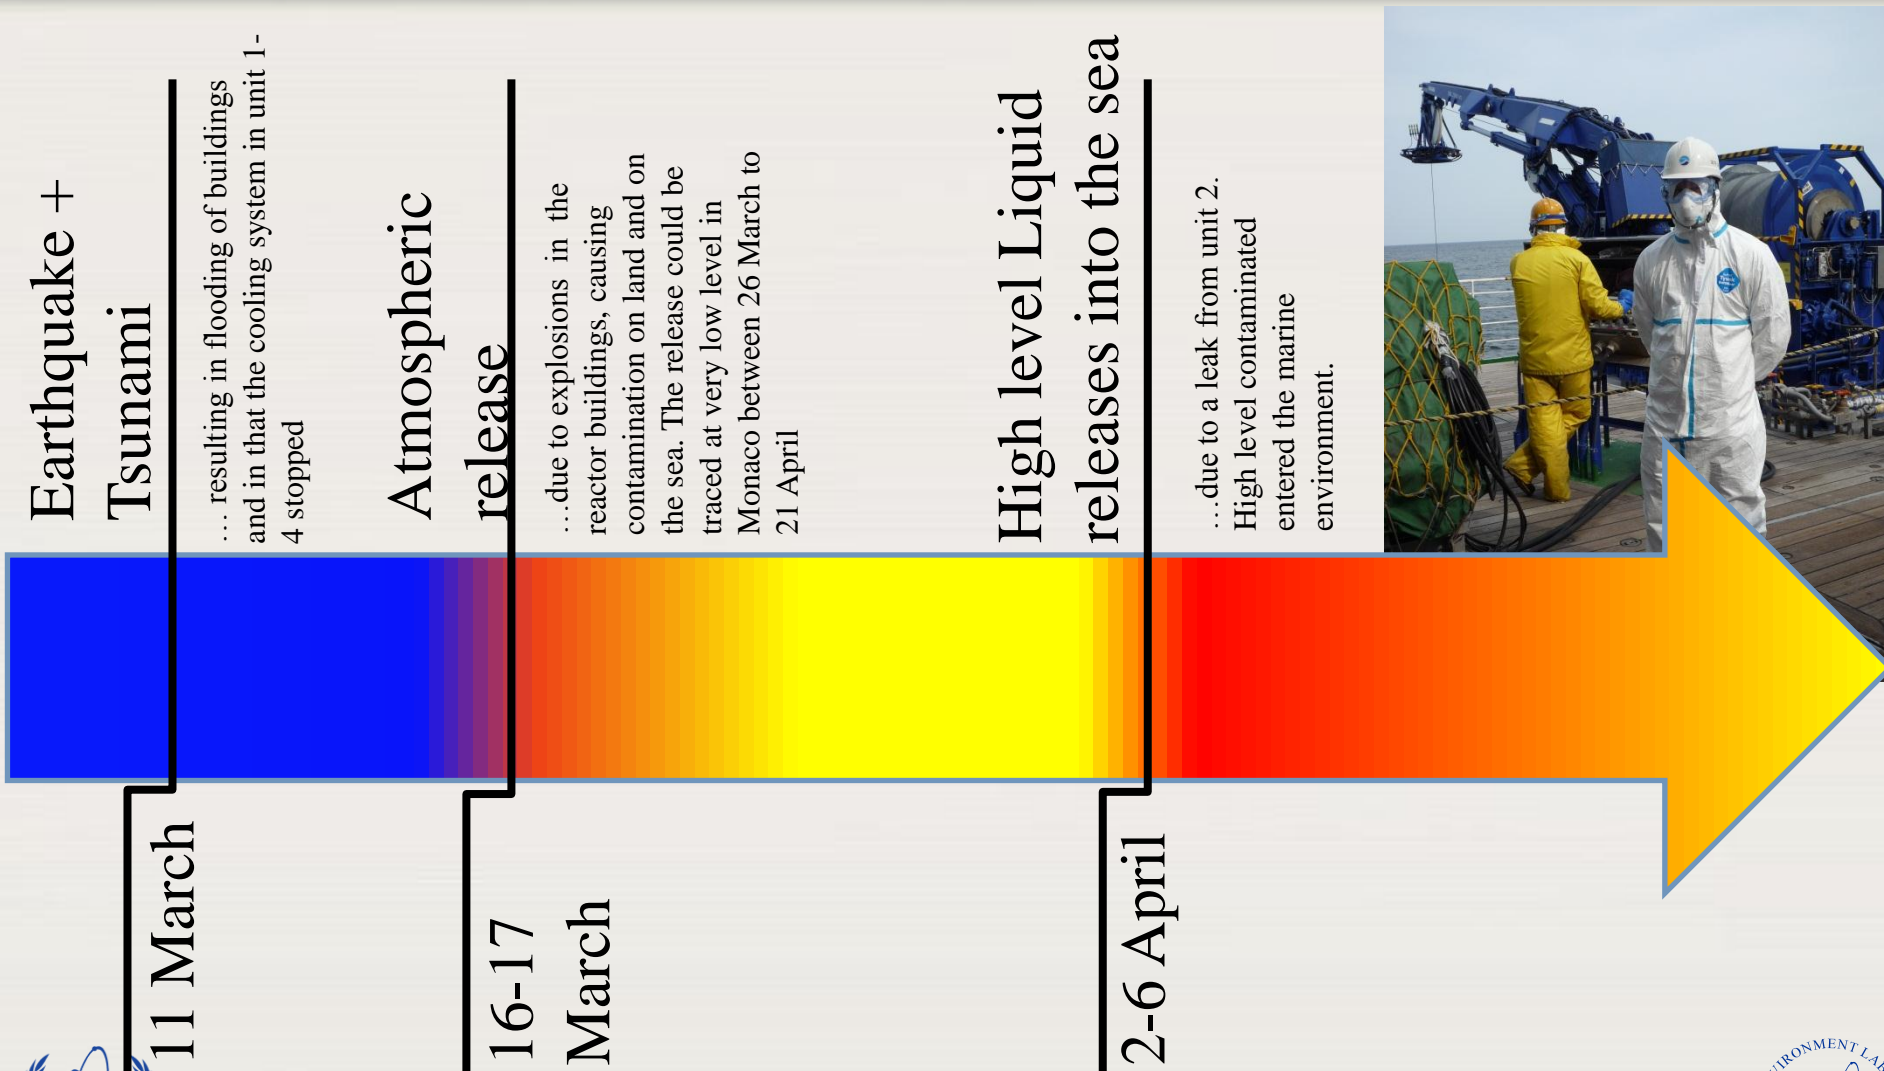 Earthquake +
Tsunami
… resulting in flooding of buildings
and in that the cooling system in unit 1-
4 stopped
11 March
Atmospheric
release
…due to explosions in the
reactor buildings, causing
contamination on land and on
the sea. The release could be
traced at very low level in
Monaco between 26 March to
21 April
16-17
March
High level Liquid
releases into the sea
…due to a leak from unit 2.
High level contaminated
entered the marine
environment.
2-6 April